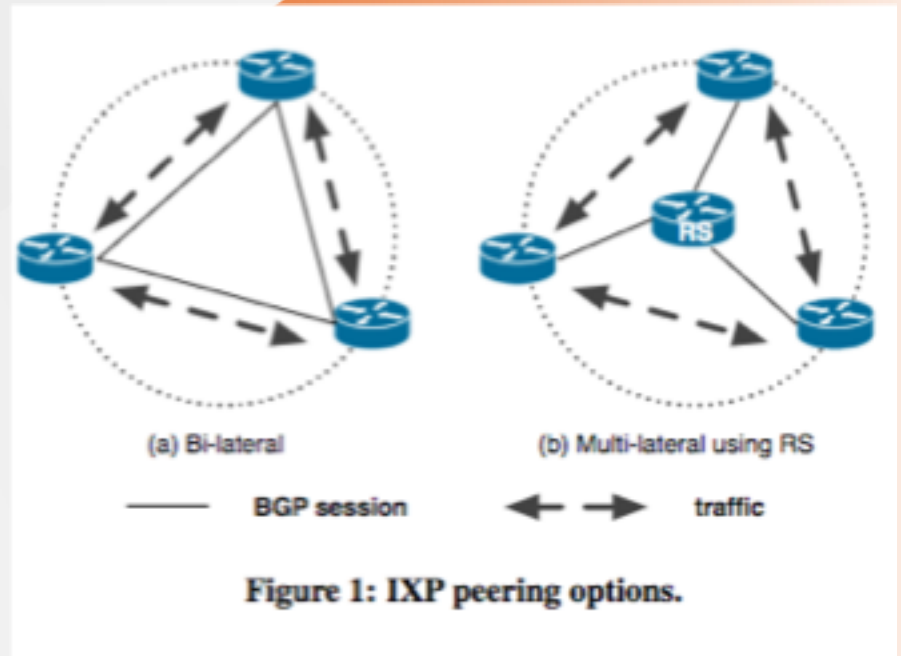 RS
(a) Bi-lateral
(b) Multi-lateral using RS
BGP session
traffic
Figure 1: IXP peering options.